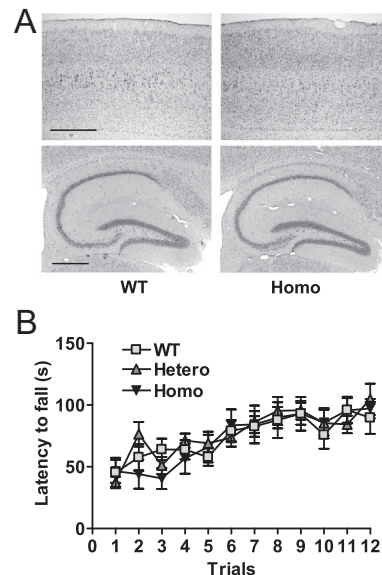 A
WT Homo
B
150
100
50
0
Latency to fall (s)
WT
Hetero
Homo
0 1 2 3 4 5 6 7 8 9 10 11 12
Trials